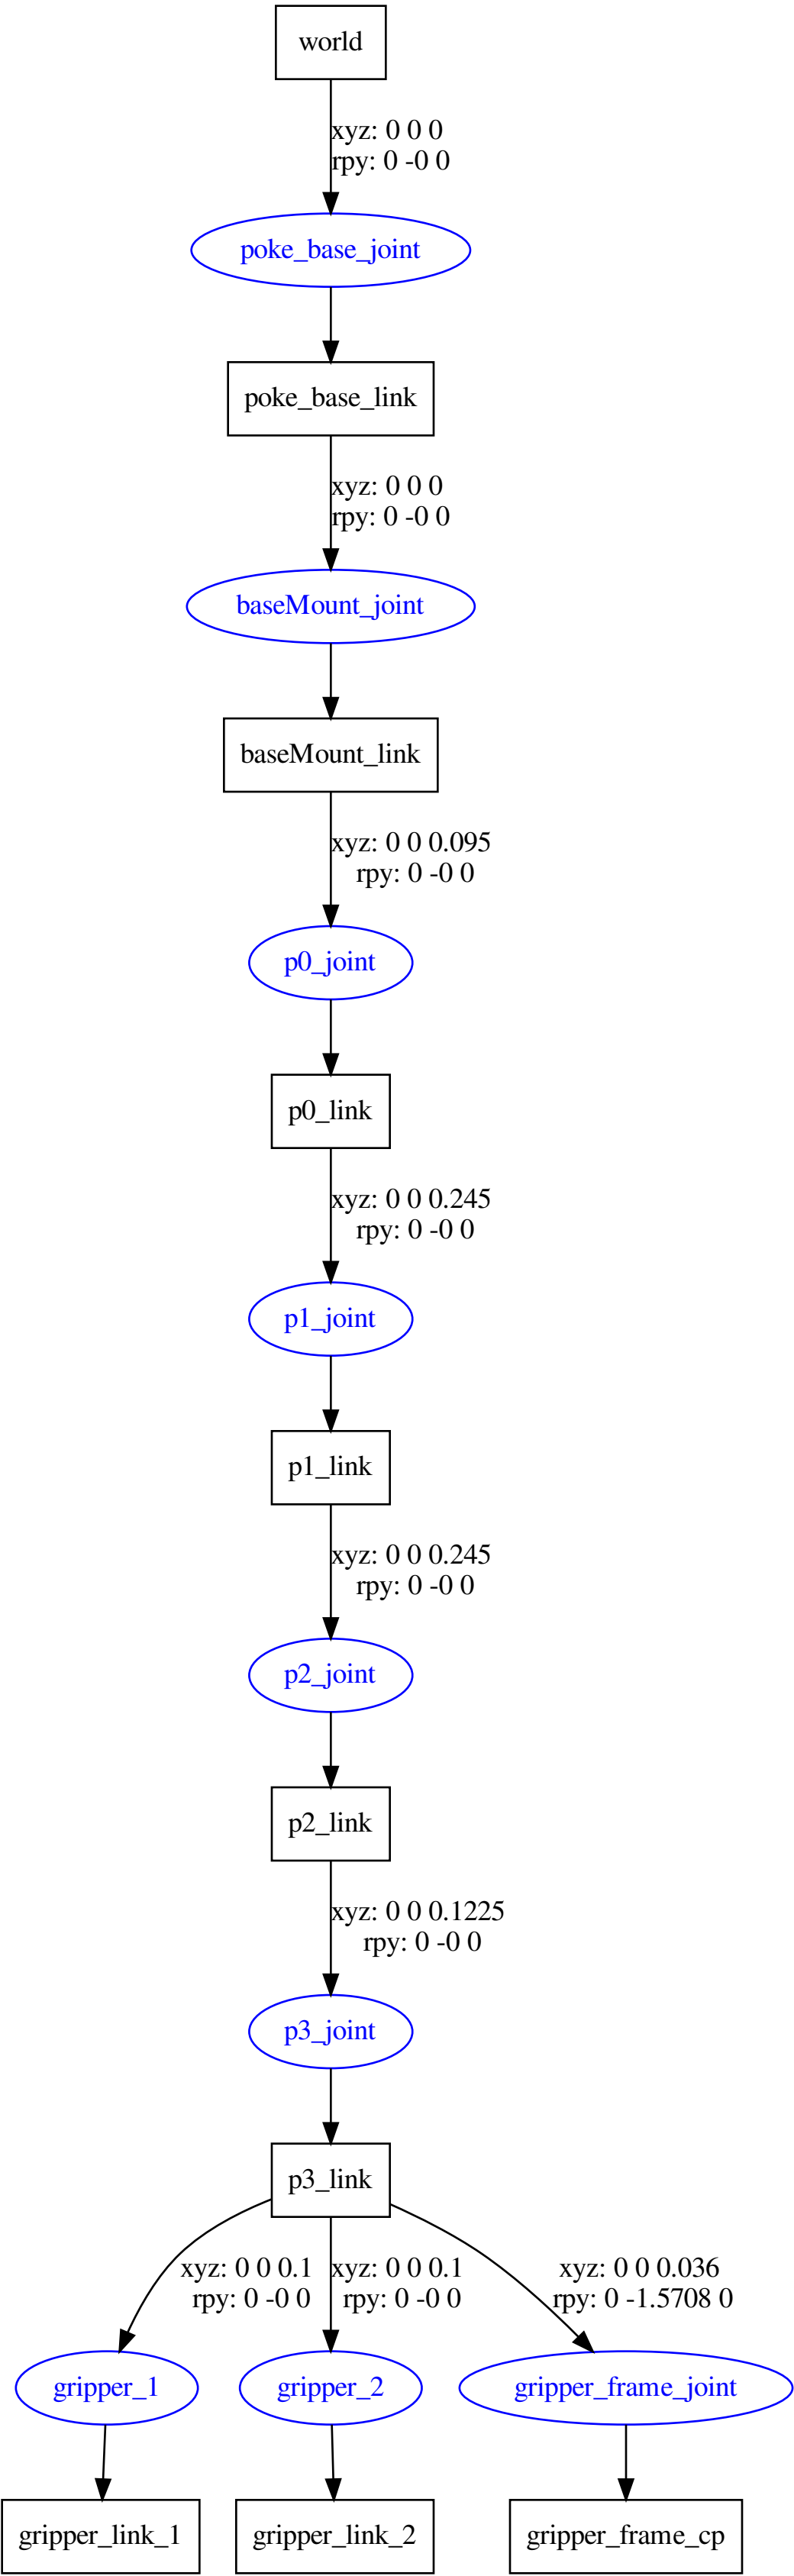 world
xyz: 0 0 0
rpy: 0 -0 0
poke_base_joint
poke_base_link
xyz: 0 0 0
rpy: 0 -0 0
baseMount_joint
baseMount_link
xyz: 0 0 0.095
rpy: 0 -0 0
p0_joint
p0_link
xyz: 0 0 0.245
rpy: 0 -0 0
p1_joint
p1_link
xyz: 0 0 0.245
rpy: 0 -0 0
p2_joint
p2_link
xyz: 0 0 0.1225
rpy: 0 -0 0
p3_joint
p3_link
xyz: 0 0 0.1
rpy: 0 -0 0
xyz: 0 0 0.1
rpy: 0 -0 0
xyz: 0 0 0.036
rpy: 0 -1.5708 0
gripper_1
gripper_2
gripper_frame_joint
gripper_link_1
gripper_link_2
gripper_frame_cp